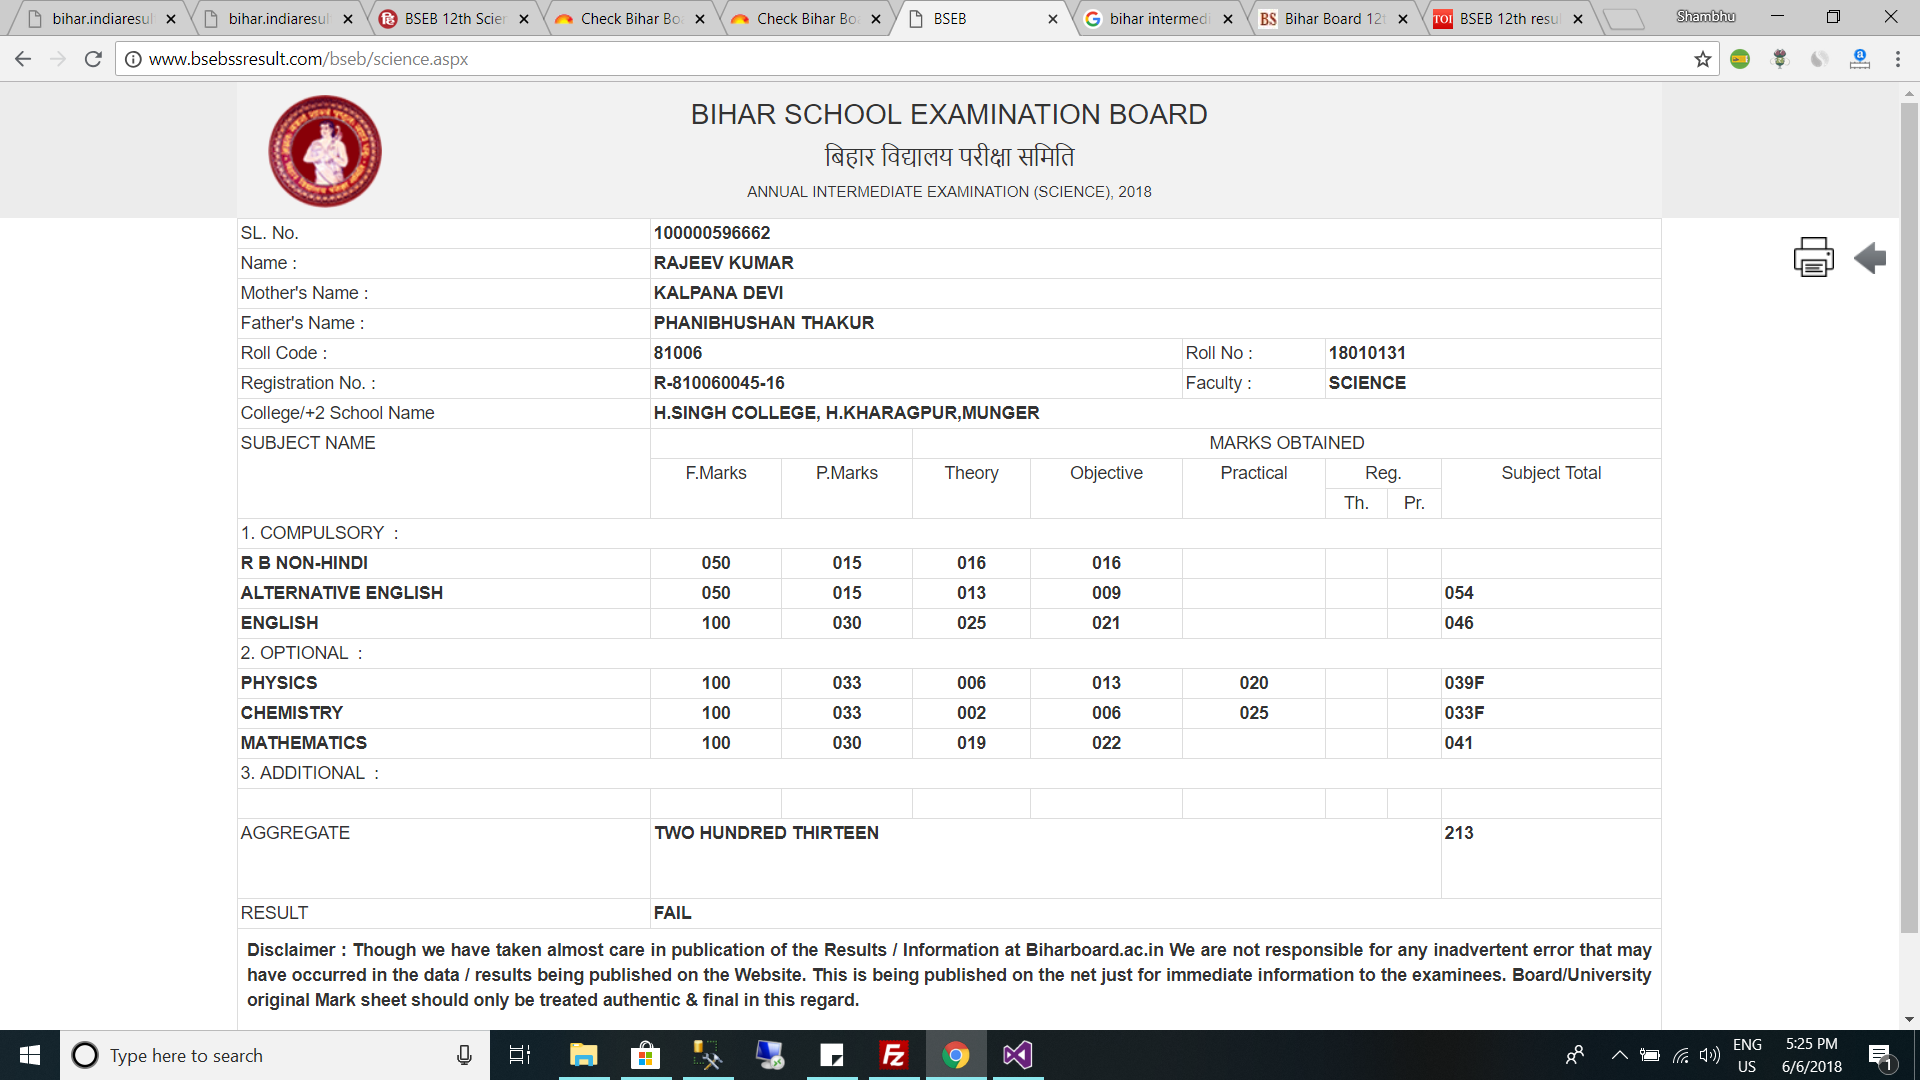 bihar.indiaresul
bihar.indiaresul
BSEB 12th Scien
Check Bihar Bo
Check Bihar Bo
BSEB
bihar intermedi
BS Bihar Board 12t
TOI BSEB 12th resul
Shambhu
www.bsebssresult.com/bseb/science.aspx
BIHAR SCHOOL EXAMINATION BOARD
बिहार विद्यालय परीक्षा समिति
ANNUAL INTERMEDIATE EXAMINATION (SCIENCE), 2018
SL. No. 100000596662
Name : RAJEEV KUMAR
Mother's Name : KALPANA DEVI
Father's Name : PHANIBHUSHAN THAKUR
Roll Code : 81006 Roll No : 18010131
Registration No. : R-810060045-16 Faculty : SCIENCE
College/+2 School Name H.SINGH COLLEGE, H.KHARAGPUR,MUNGER
SUBJECT NAME MARKS OBTAINED
F.Marks P.Marks Theory Objective Practical Reg. Subject Total
Th. Pr.
1. COMPULSORY :
R B NON-HINDI 050 015 016 016
ALTERNATIVE ENGLISH 050 015 013 009 054
ENGLISH 100 030 025 021 046
2. OPTIONAL :
PHYSICS 100 033 006 013 020 039F
CHEMISTRY 100 033 002 006 025 033F
MATHEMATICS 100 030 019 022 041
3. ADDITIONAL :
AGGREGATE TWO HUNDRED THIRTEEN 213
RESULT FAIL
Disclaimer : Though we have taken almost care in publication of the Results / Information at Biharboard.ac.in We are not responsible for any inadvertent error that may
have occurred in the data / results being published on the Website. This is being published on the net just for immediate information to the examinees. Board/University
original Mark sheet should only be treated authentic & final in this regard.
Type here to search
ENG
US
5:25 PM
6/6/2018
1